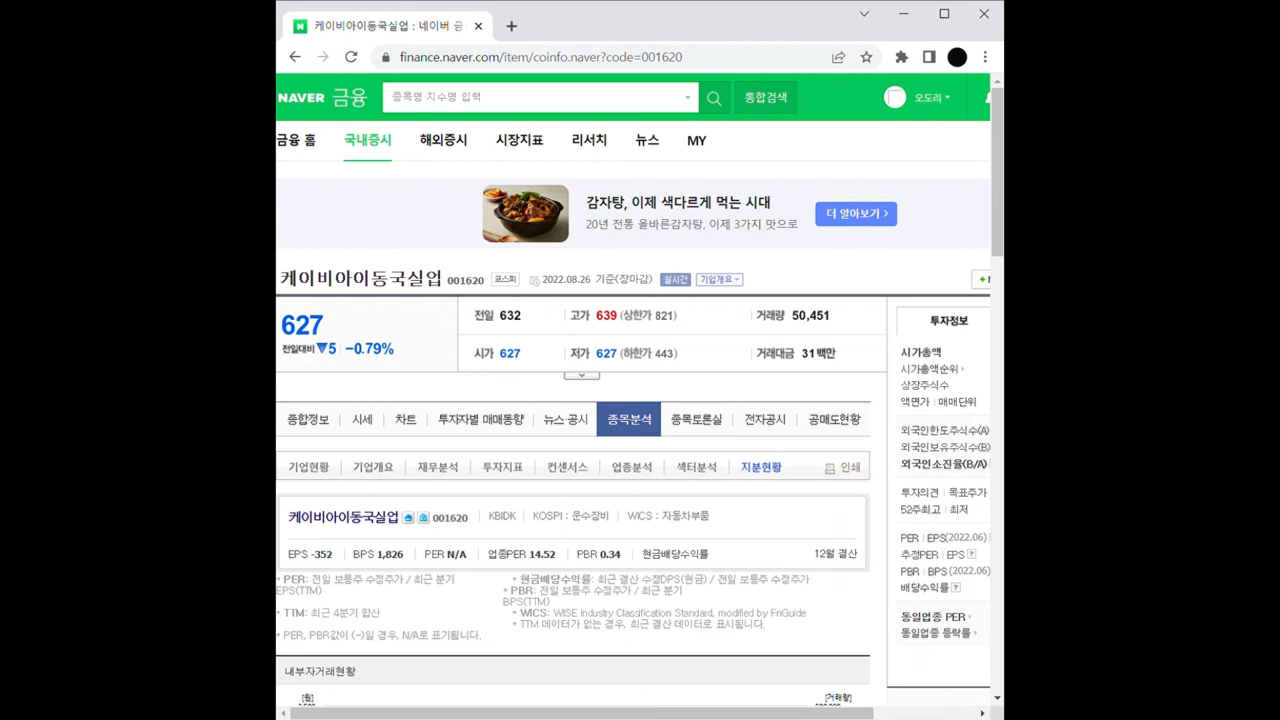 케이비아이동국실업 : 네이버 금
finance.naver.com/item/coinfo.naver?code=001620
NAVER 금융
종목명·지수명 입력
통합검색
오도리
금융 홈 국내증시 해외증시 시장지표 리서치 뉴스 MY
감자탕, 이제 색다르게 먹는 시대
20년 전통 올바른감자탕, 이제 3가지 맛으로
더 알아보기 >
케이비아이동국실업 001620 코스피 2022.08.26 기준(장마감) 실시간 기업개요
627
전일대비 ▼5 -0.79%
전일 632 고가 639 (상한가 821) 거래량 50,451
시가 627 저가 627 (하한가 443) 거래대금 31 백만
종합정보 시세 차트 투자자별 매매동향 뉴스·공시 종목분석 종목토론실 전자공시 공매도현황
기업현황 기업개요 재무분석 투자지표 컨센서스 업종분석 섹터분석 지분현황 인쇄
케이비아이동국실업 001620 KBIDK KOSPI : 운수장비 WICS : 자동차부품
EPS -352 BPS 1,826 PER N/A 업종PER 14.52 PBR 0.34 현금배당수익률 12월 결산
* PER: 전일 보통주 수정주가 / 최근 분기
EPS(TTM)
* 현금배당수익률: 최근 결산 수정DPS(현금) / 전일 보통주 수정주가
* PBR: 전일 보통주 수정주가 / 최근 분기
BPS(TTM)
* TTM: 최근 4분기 합산
* WICS: WISE Industry Classification Standard, modified by FnGuide
* TTM 데이터가 없는 경우, 최근 결산 데이터로 표시됩니다.
* PER, PBR값이 (-)일 경우, N/A로 표기됩니다.
내부자거래현황
[원]
[거래량]
투자정보
시가총액
시가총액순위
상장주식수
액면가 매매단위
외국인한도주식수(A)
외국인보유주식수(B)
외국인소진율(B/A)
투자의견 목표주가
52주최고 최저
PER EPS(2022.06)
추정PER EPS ?
PBR BPS (2022.06)
배당수익률 ?
동일업종 PER
동일업종 등락률